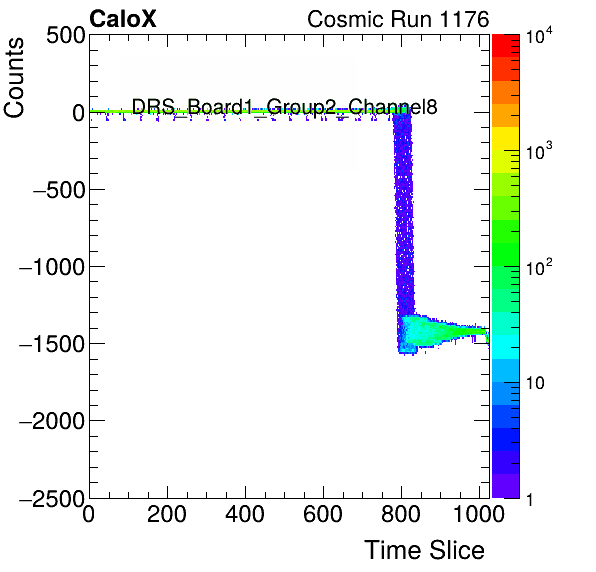 CaloX Cosmic Run 1176
Counts
500
0
−500
−1000
−1500
−2000
−2500
DRS_Board1_Group2_Channel8
0 200 400 600 800 1000
Time Slice
10^4
10^3
10^2
10
1